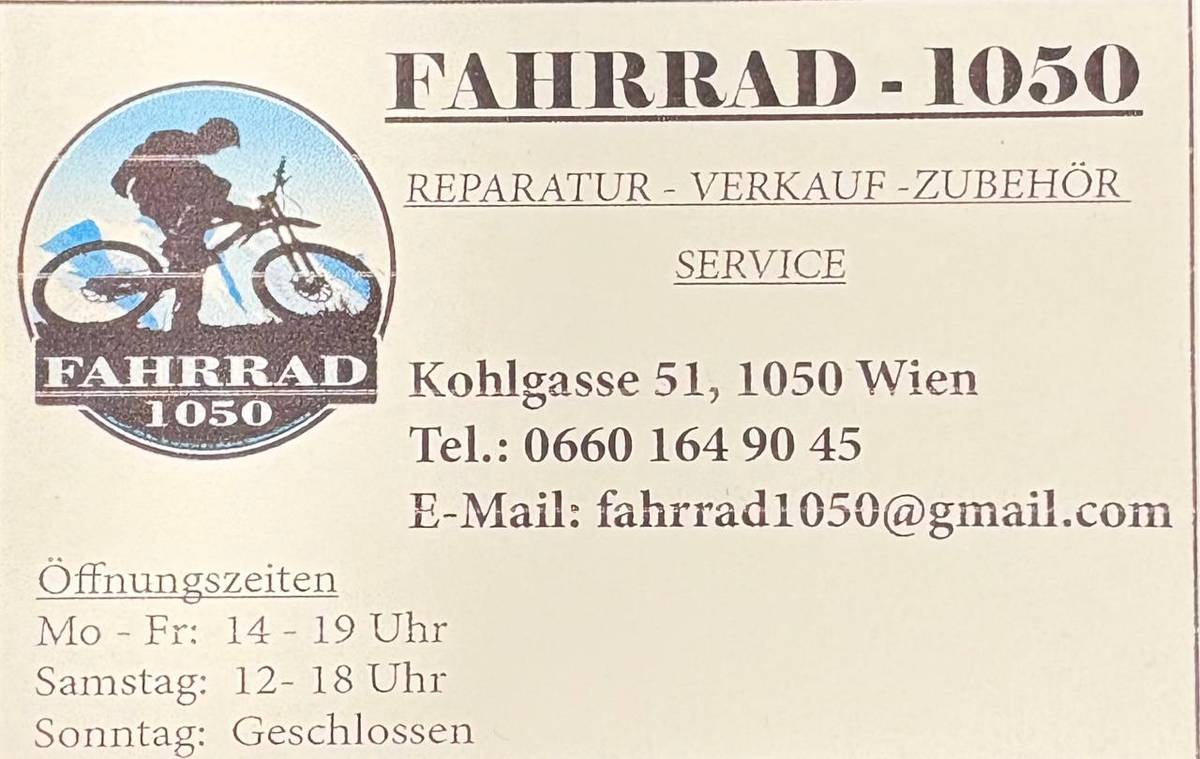 FAHRRAD - 1050
REPARATUR - VERKAUF -ZUBEHÖR
SERVICE
FAHRRAD
1050
Kohlgasse 51, 1050 Wien
Tel.: 0660 164 90 45
E-Mail: fahrrad1050@gmail.com
Öffnungszeiten
Mo - Fr: 14 - 19 Uhr
Samstag: 12- 18 Uhr
Sonntag: Geschlossen